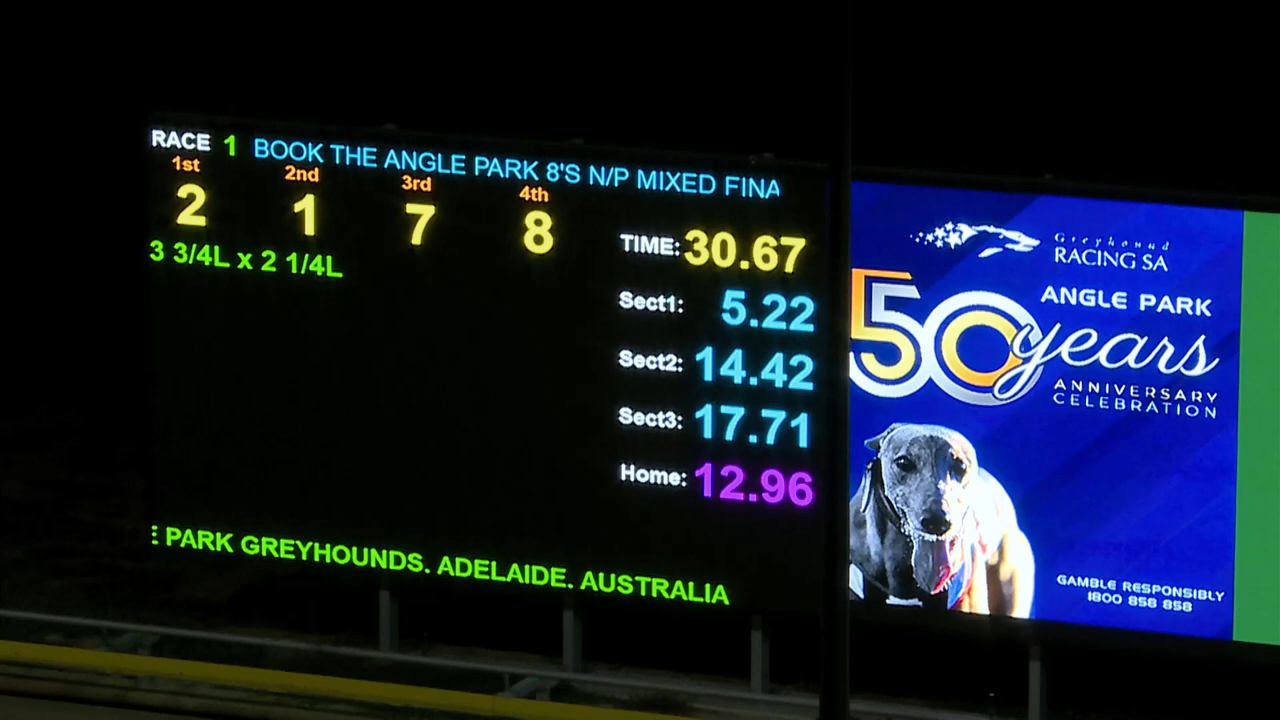 RACE 1 BOOK THE ANGLE PARK 8'S N/P MIXED FINA
1st 2nd 3rd 4th
2 1 7 8
3 3/4L x 2 1/4L
TIME: 30.67
Sect1: 5.22
Sect2: 14.42
Sect3: 17.71
Home: 12.96
E PARK GREYHOUNDS. ADELAIDE. AUSTRALIA
Greyhound
RACING SA
ANGLE PARK
50 years
ANNIVERSARY
CELEBRATION
GAMBLE RESPONSIBLY
1800 858 858